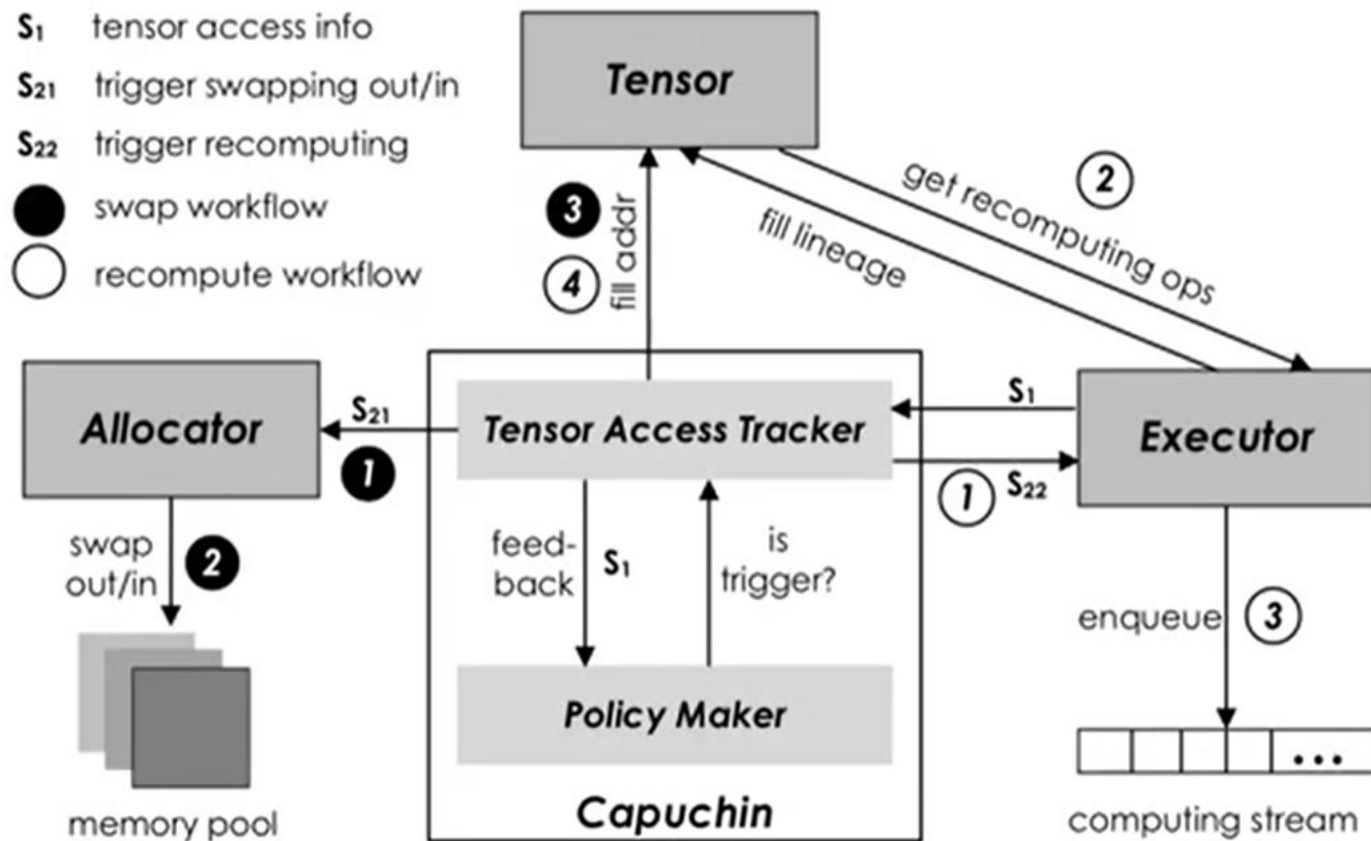 S₁ tensor access info
S₂₁ trigger swapping out/in
S₂₂ trigger recomputing
swap workflow
recompute workflow
Tensor
2
get recomputing ops
fill lineage
3
4
fill addr
Allocator
S₂₁
1
Tensor Access Tracker
S₁
1
S₂₂
Executor
swap
out/in
2
feed-
back
S₁
is
trigger?
enqueue
3
Policy Maker
...
memory pool
Capuchin
computing stream